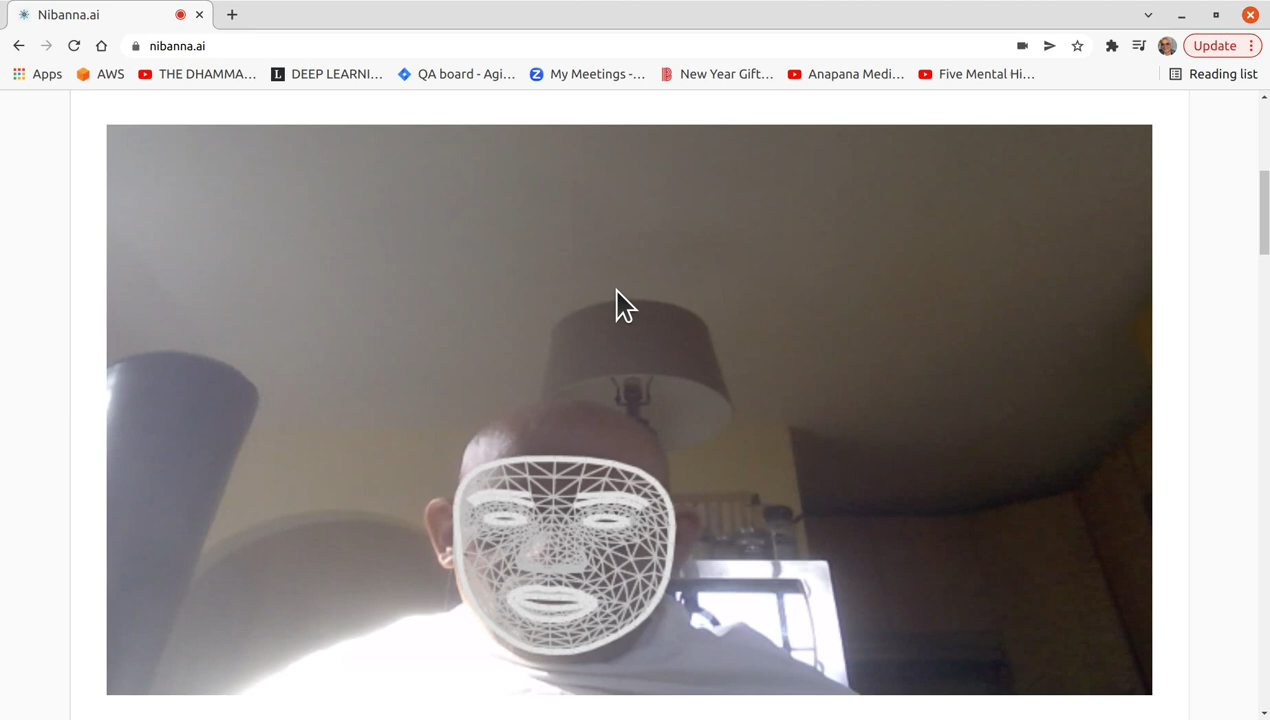 Nibanna.ai
nibanna.ai
Update
Apps AWS THE DHAMMA... DEEP LEARNI... QA board - Agi... My Meetings -... New Year Gift... Anapana Medi... Five Mental Hi... Reading list